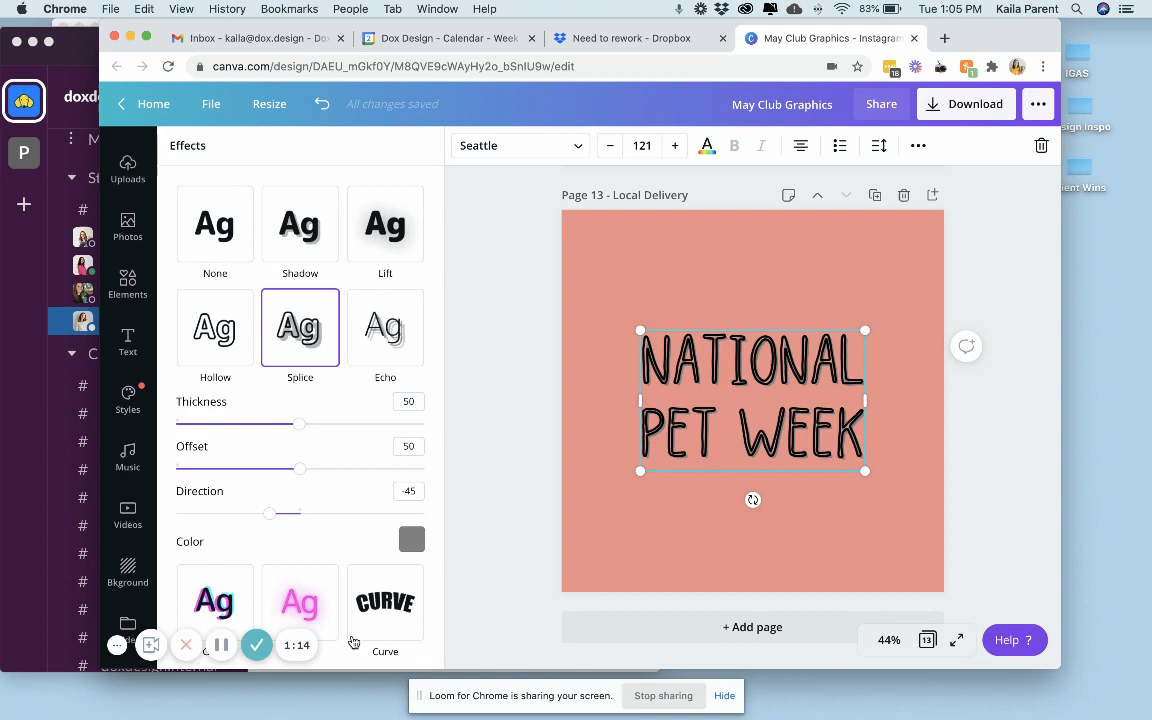 Chrome File Edit View History Bookmarks People Tab Window Help 83% Tue 1:05 PM Kaila Parent
Inbox - kaila@dox.design - Do
Dox Design - Calendar - Week
Need to rework - Dropbox
May Club Graphics - Instagram
canva.com/design/DAEU_mGkf0Y/M8QVE9cWAyHy2o_bSnIU9w/edit
18
1
IGAS
sign Inspo
ient Wins
doxd
P
M
St
C
#
#
#
#
#
#
#
#
#
#
Home File Resize All changes saved May Club Graphics Share Download
Effects
Seattle
− 121 +
A B I
Uploads
Photos
Elements
Text
Styles
Music
Videos
Bkground
Ag Ag Ag
None Shadow Lift
Ag Ag Ag
Hollow Splice Echo
Thickness 50
Offset 50
Direction -45
Color
Ag Ag CURVE
Curve
1:14
Page 13 - Local Delivery
NATIONAL
PET WEEK
+ Add page
44% 13 Help ?
Loom for Chrome is sharing your screen. Stop sharing Hide